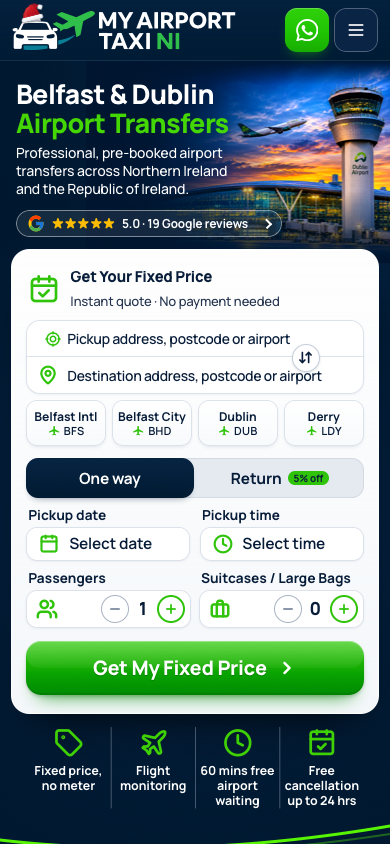 MY AIRPORT
TAXI NI
Belfast & Dublin
Airport Transfers
Professional, pre-booked airport
transfers across Northern Ireland
and the Republic of Ireland.
5.0 · 19 Google reviews
Dublin
Airport
Get Your Fixed Price
Instant quote · No payment needed
Pickup address, postcode or airport
Destination address, postcode or airport
Belfast Intl
BFS
Belfast City
BHD
Dublin
DUB
Derry
LDY
One way
Return 5% off
Pickup date
Pickup time
Select date
Select time
Passengers
Suitcases / Large Bags
− 1 +
− 0 +
Get My Fixed Price
Fixed price,
no meter
Flight
monitoring
60 mins free
airport
waiting
Free
cancellation
up to 24 hrs